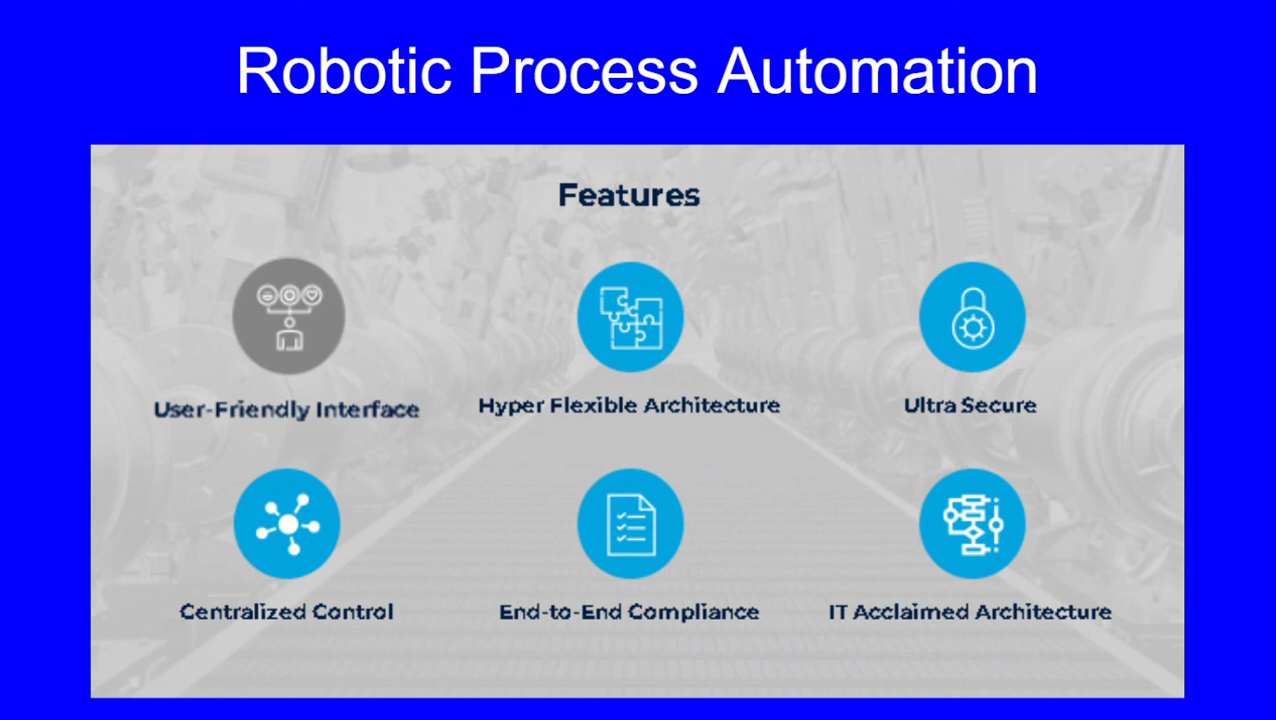 Robotic Process Automation
Features
User-Friendly Interface
Hyper Flexible Architecture
Ultra Secure
Centralized Control
End-to-End Compliance
IT Acclaimed Architecture